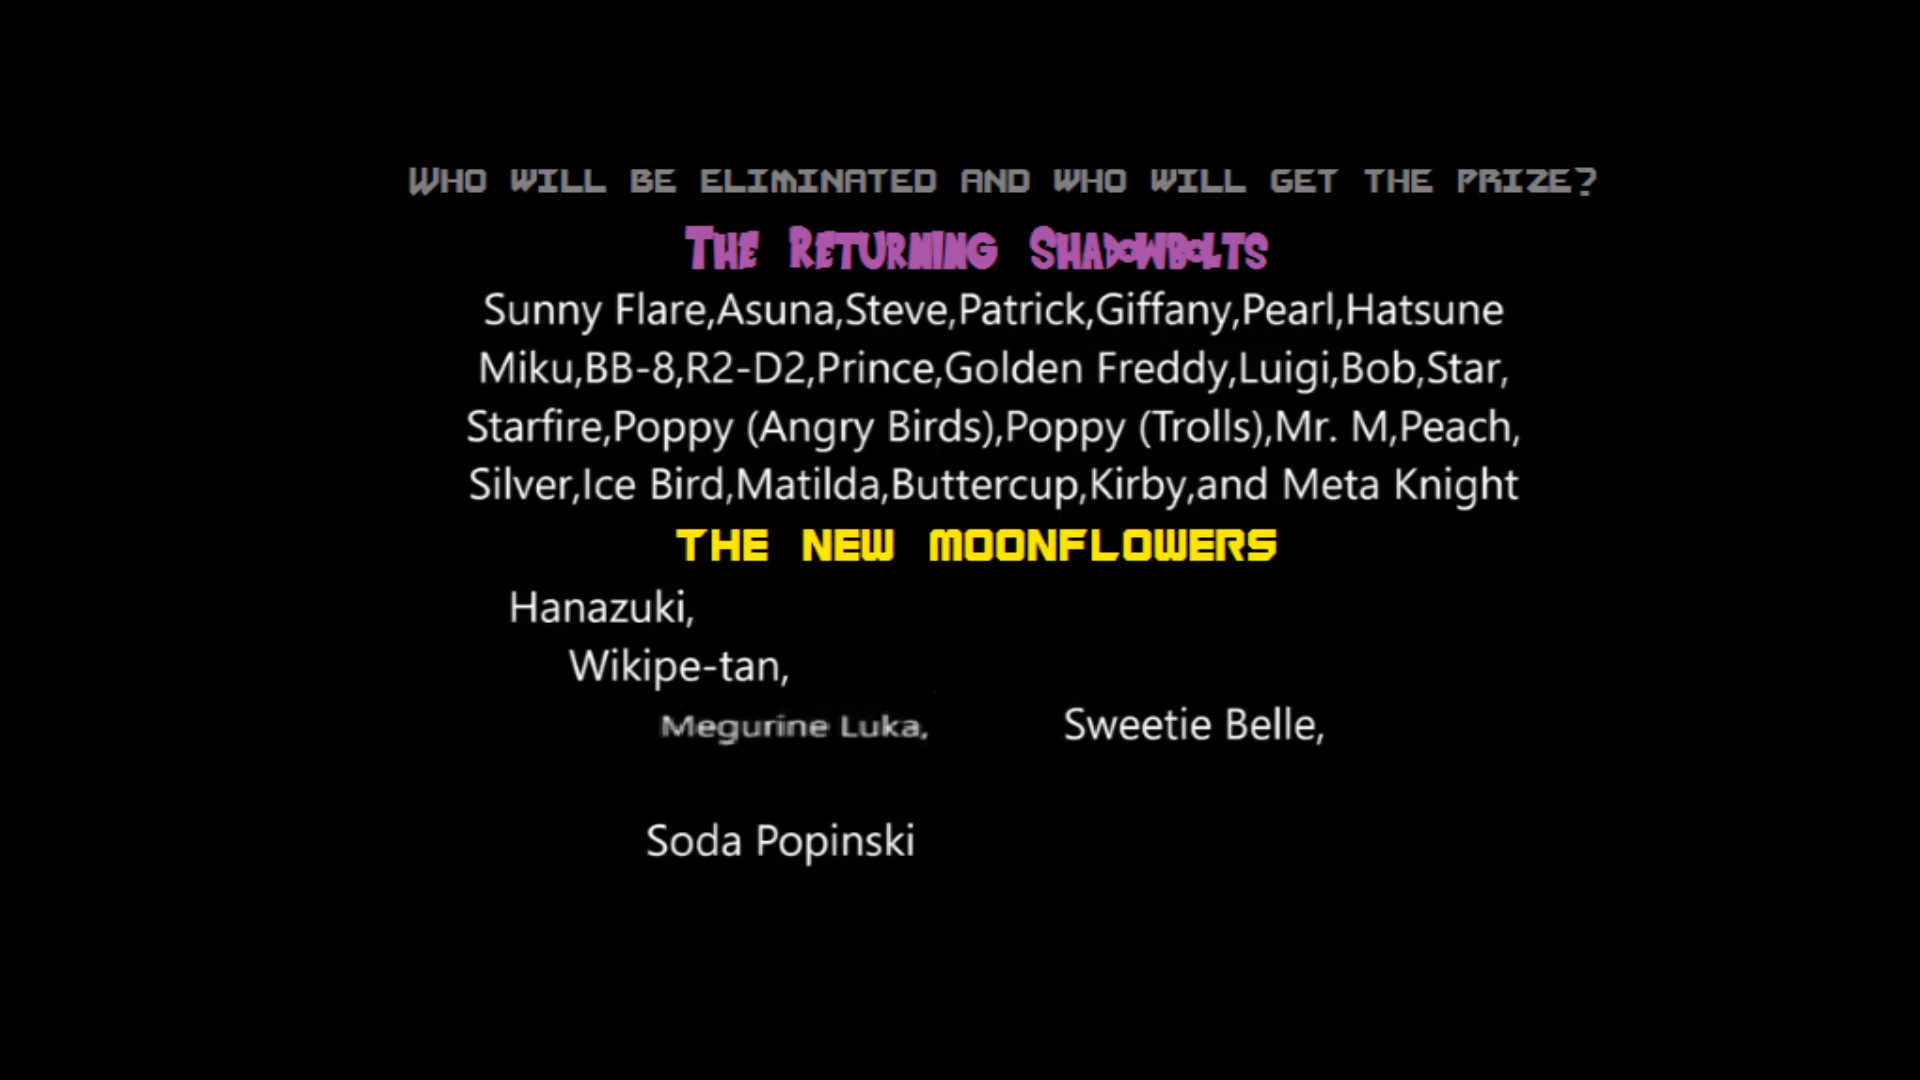 Who will be eliminated and who will get the prize?
The Returning Shadowbolts
Sunny Flare,Asuna,Steve,Patrick,Giffany,Pearl,Hatsune
Miku,BB-8,R2-D2,Prince,Golden Freddy,Luigi,Bob,Star,
Starfire,Poppy (Angry Birds),Poppy (Trolls),Mr. M,Peach,
Silver,Ice Bird,Matilda,Buttercup,Kirby,and Meta Knight
THE NEW MOONFLOWERS
Hanazuki,
Wikipe-tan,
Megurine Luka, Sweetie Belle,
Soda Popinski